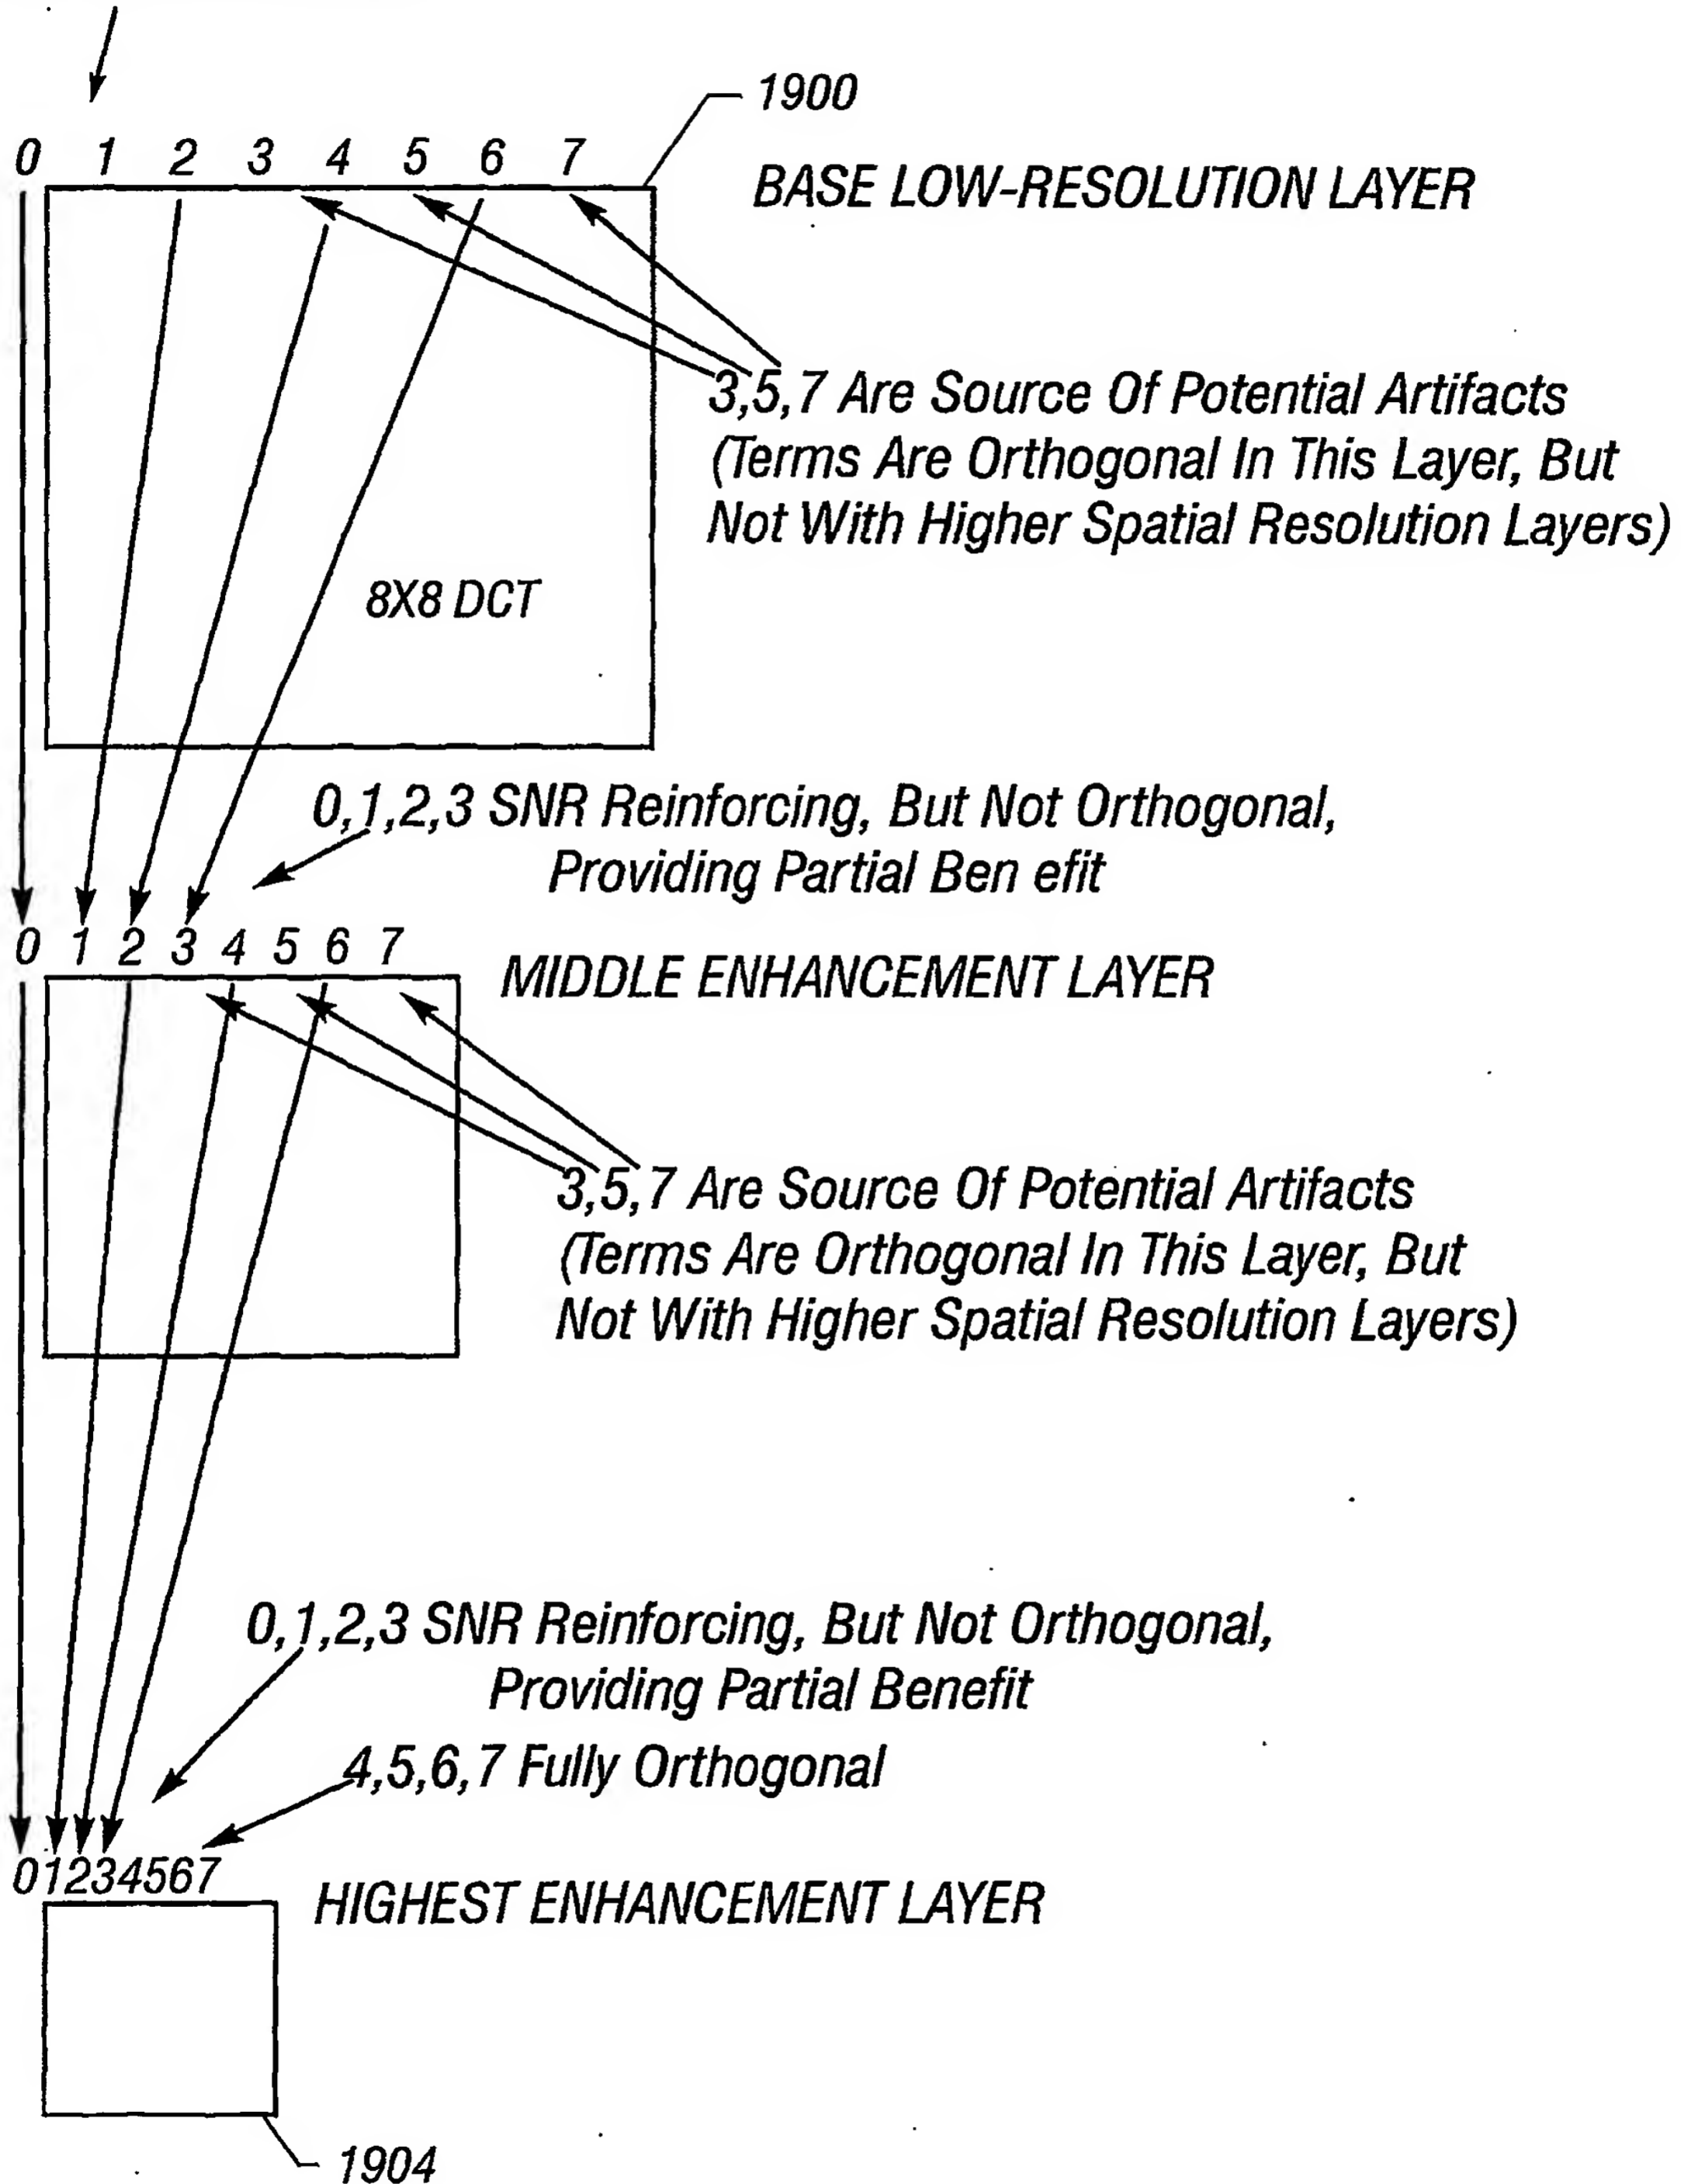 1900
0 1 2 3 4 5 6 7
BASE LOW-RESOLUTION LAYER
3,5,7 Are Source Of Potential Artifacts
(Terms Are Orthogonal In This Layer, But
Not With Higher Spatial Resolution Layers)
8X8 DCT
0,1,2,3 SNR Reinforcing, But Not Orthogonal,
Providing Partial Ben efit
0 1 2 3 4 5 6 7
MIDDLE ENHANCEMENT LAYER
3,5,7 Are Source Of Potential Artifacts
(Terms Are Orthogonal In This Layer, But
Not With Higher Spatial Resolution Layers)
0,1,2,3 SNR Reinforcing, But Not Orthogonal,
Providing Partial Benefit
4,5,6,7 Fully Orthogonal
01234567
HIGHEST ENHANCEMENT LAYER
1904